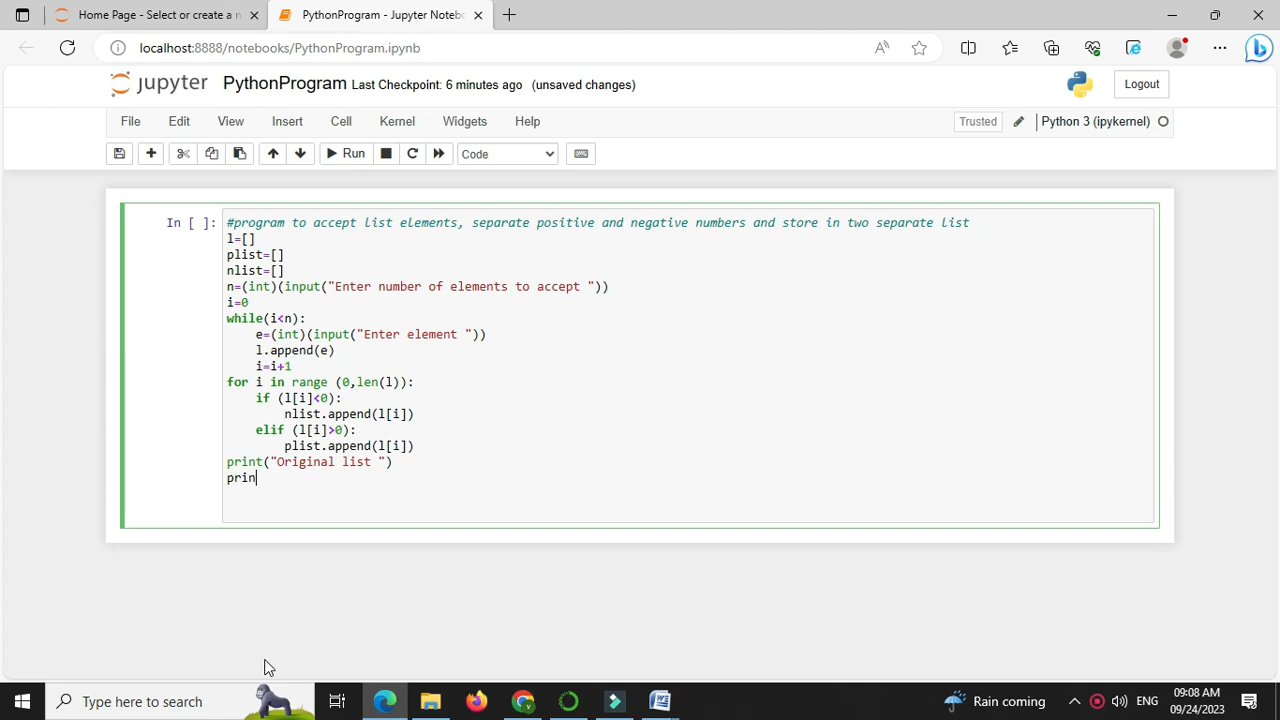 Home Page - Select or create a n
PythonProgram - Jupyter Notebo
localhost:8888/notebooks/PythonProgram.ipynb
jupyter PythonProgram Last Checkpoint: 6 minutes ago (unsaved changes) Logout
File Edit View Insert Cell Kernel Widgets Help Trusted Python 3 (ipykernel)
Run Code
In [ ]: #program to accept list elements, separate positive and negative numbers and store in two separate list
l=[]
plist=[]
nlist=[]
n=(int)(input("Enter number of elements to accept "))
i=0
while(i<n):
    e=(int)(input("Enter element "))
    l.append(e)
    i=i+1
for i in range (0,len(l)):
    if (l[i]<0):
        nlist.append(l[i])
    elif (l[i]>0):
        plist.append(l[i])
print("Original list ")
prin
Type here to search
Rain coming
ENG
09:08 AM
09/24/2023